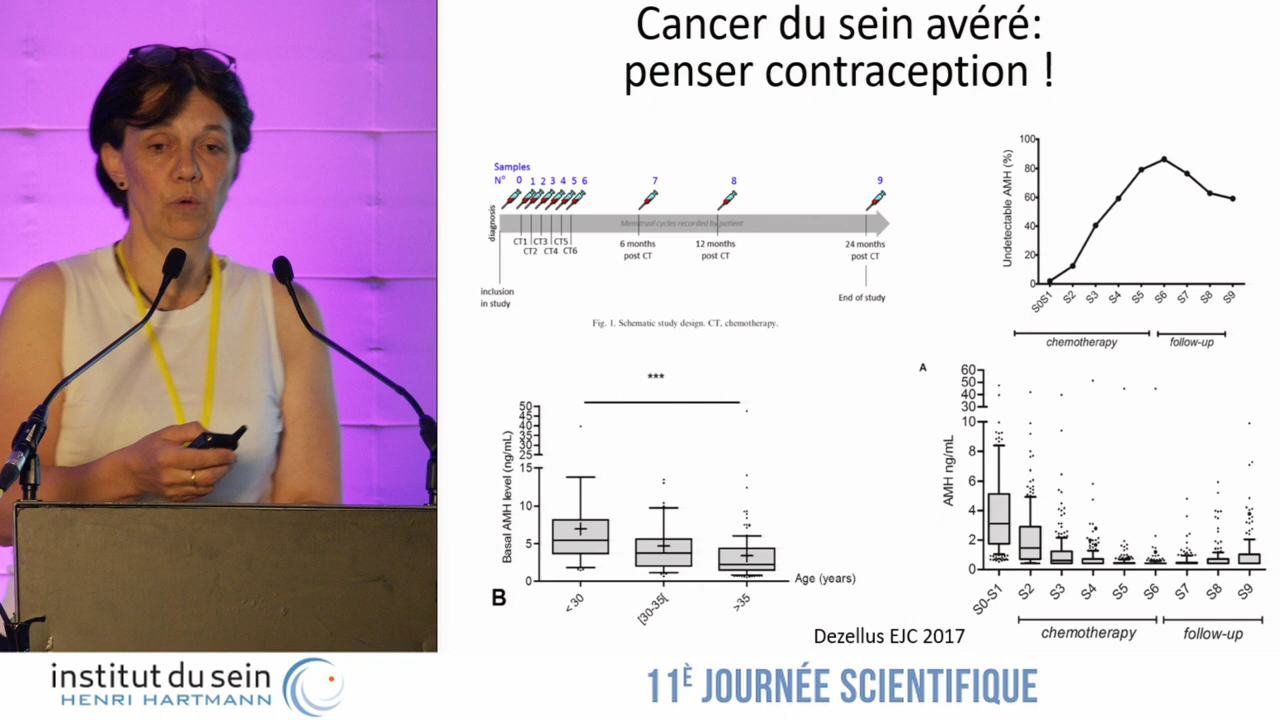 Cancer du sein avéré:
penser contraception !
Samples
N° 0 1 2 3 4 5 6 7 8 9
diagnosis
Menstrual cycles recorded by patient
CT1 CT3 CT5
CT2 CT4 CT6
6 months
post CT
12 months
post CT
24 months
post CT
inclusion
in study
End of study
Fig. 1. Schematic study design. CT, chemotherapy.
Undetectable AMH (%)
100
80
60
40
20
0
S0S1 S2 S3 S4 S5 S6 S7 S8 S9
chemotherapy follow-up
***
Basal AMH level (ng/mL)
50
45
40
35
30
25
15
10
5
0
<30 [30-35[ >35
Age (years)
B
A
AMH ng/mL
60
50
40
30
10
8
6
4
2
0
S0-S1 S2 S3 S4 S5 S6 S7 S8 S9
chemotherapy follow-up
Dezellus EJC 2017
institut du sein
HENRI HARTMANN
11È JOURNÉE SCIENTIFIQUE